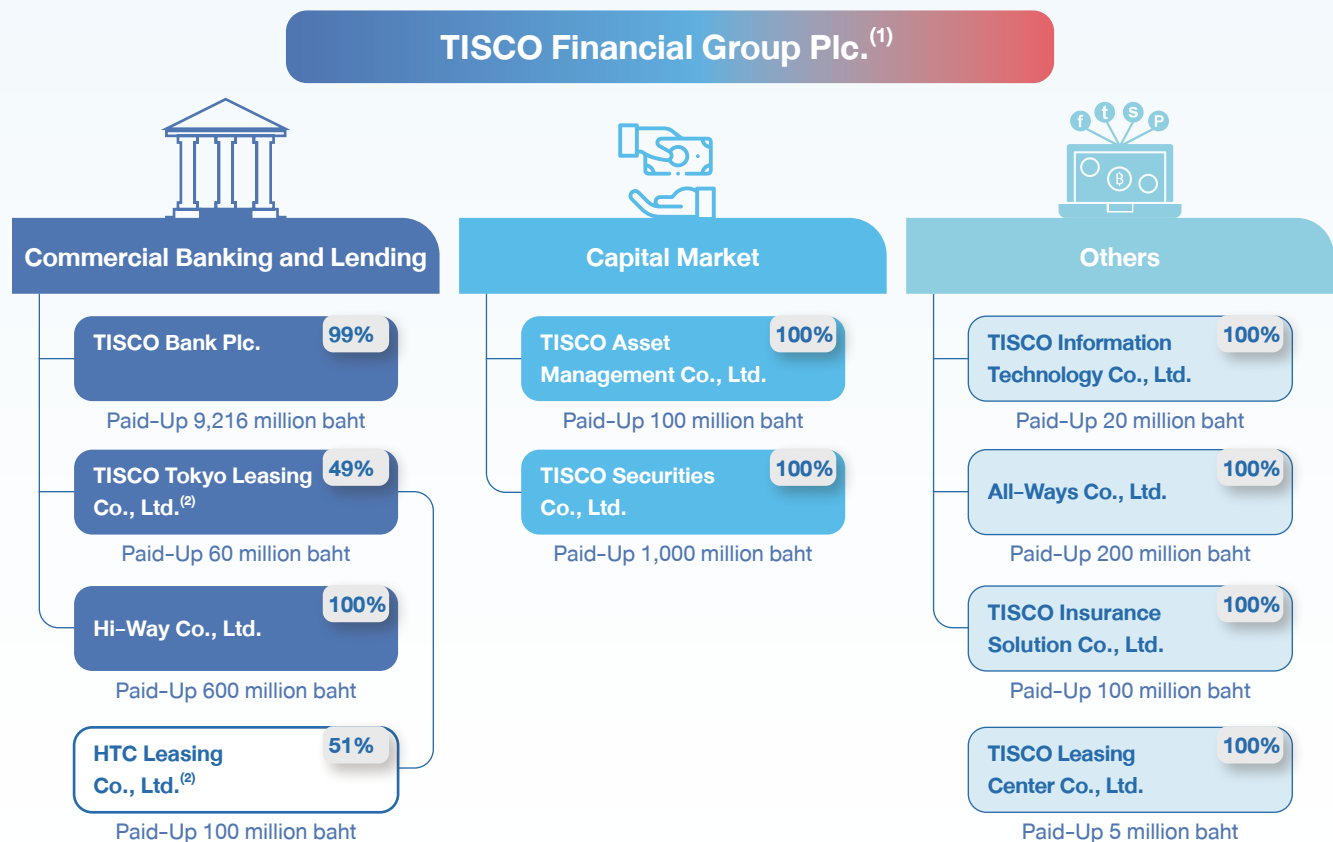 TISCO Financial Group Plc.(1)
f t S P
฿
Commercial Banking and Lending
TISCO Bank Plc.
99%
Paid-Up 9,216 million baht
TISCO Tokyo Leasing
Co., Ltd.(2)
49%
Paid-Up 60 million baht
Hi-Way Co., Ltd.
100%
Paid-Up 600 million baht
HTC Leasing
Co., Ltd.(2)
51%
Paid-Up 100 million baht
Capital Market
TISCO Asset
Management Co., Ltd.
100%
Paid-Up 100 million baht
TISCO Securities
Co., Ltd.
100%
Paid-Up 1,000 million baht
Others
TISCO Information
Technology Co., Ltd.
100%
Paid-Up 20 million baht
All-Ways Co., Ltd.
100%
Paid-Up 200 million baht
TISCO Insurance
Solution Co., Ltd.
100%
Paid-Up 100 million baht
TISCO Leasing
Center Co., Ltd.
100%
Paid-Up 5 million baht